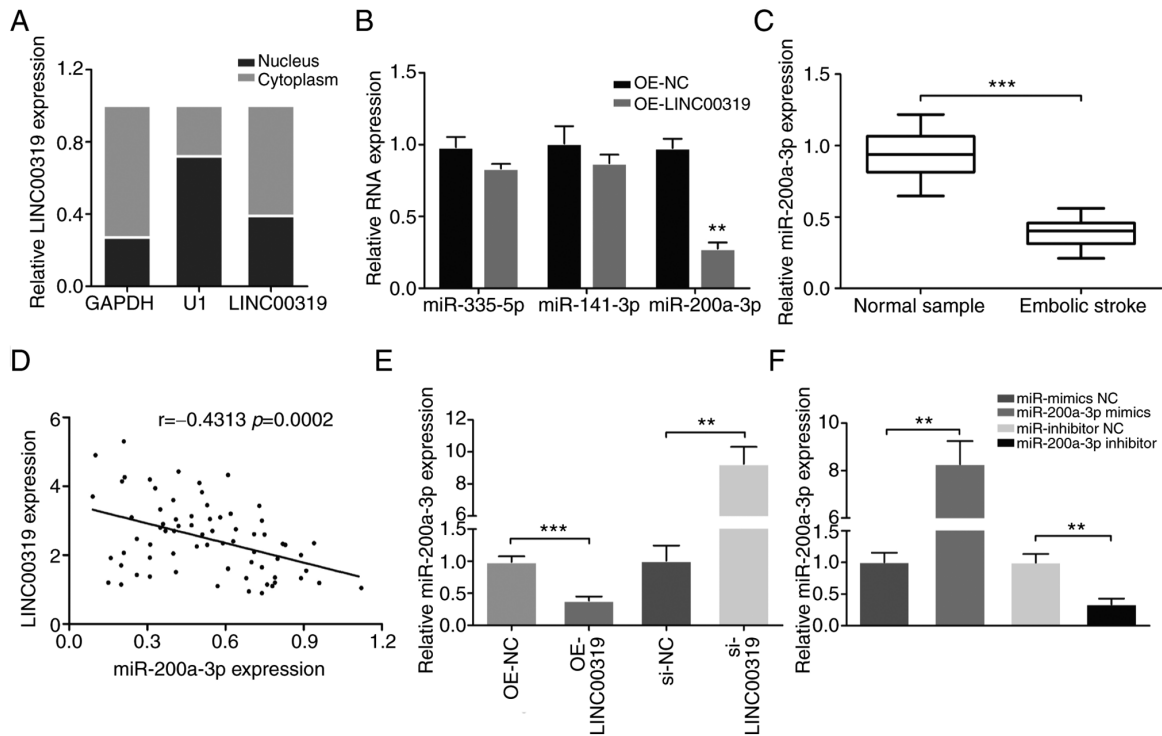 A
Relative LINC00319 expression
1.2
0.8
0.4
0.0
Nucleus
Cytoplasm
GAPDH
U1
LINC00319
B
Relative RNA expression
1.5
1.0
0.5
0.0
OE-NC
OE-LINC00319
**
miR-335-5p
miR-141-3p
miR-200a-3p
C
Relative miR-200a-3p expression
1.5
1.0
0.5
0.0
***
Normal sample
Embolic stroke
D
r=−0.4313 p=0.0002
LINC00319 expression
6
4
2
0
0.0
0.3
0.6
0.9
1.2
miR-200a-3p expression
E
Relative miR-200a-3p expression
12
10
8
6
1.5
1.0
0.5
0.0
***
**
OE-NC
OE-
LINC00319
si-NC
si-
LINC00319
F
Relative miR-200a-3p expression
10
8
6
1.5
1.0
0.5
0.0
**
**
miR-mimics NC
miR-200a-3p mimics
miR-inhibitor NC
miR-200a-3p inhibitor